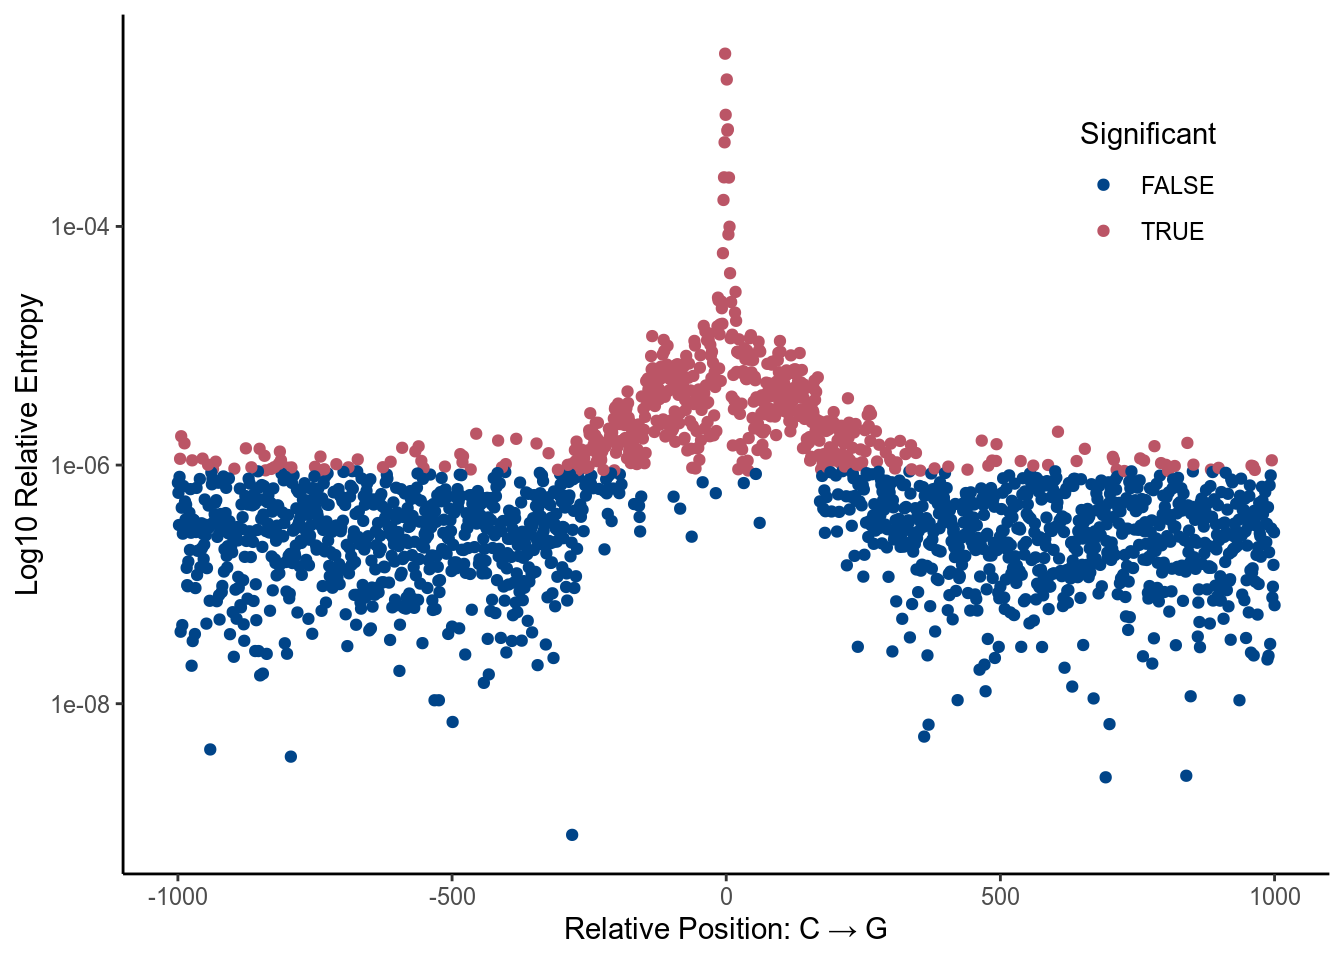 Significant
FALSE
TRUE
Log10 Relative Entropy
1e-04
1e-06
1e-08
-1000
-500
0
500
1000
Relative Position: C → G